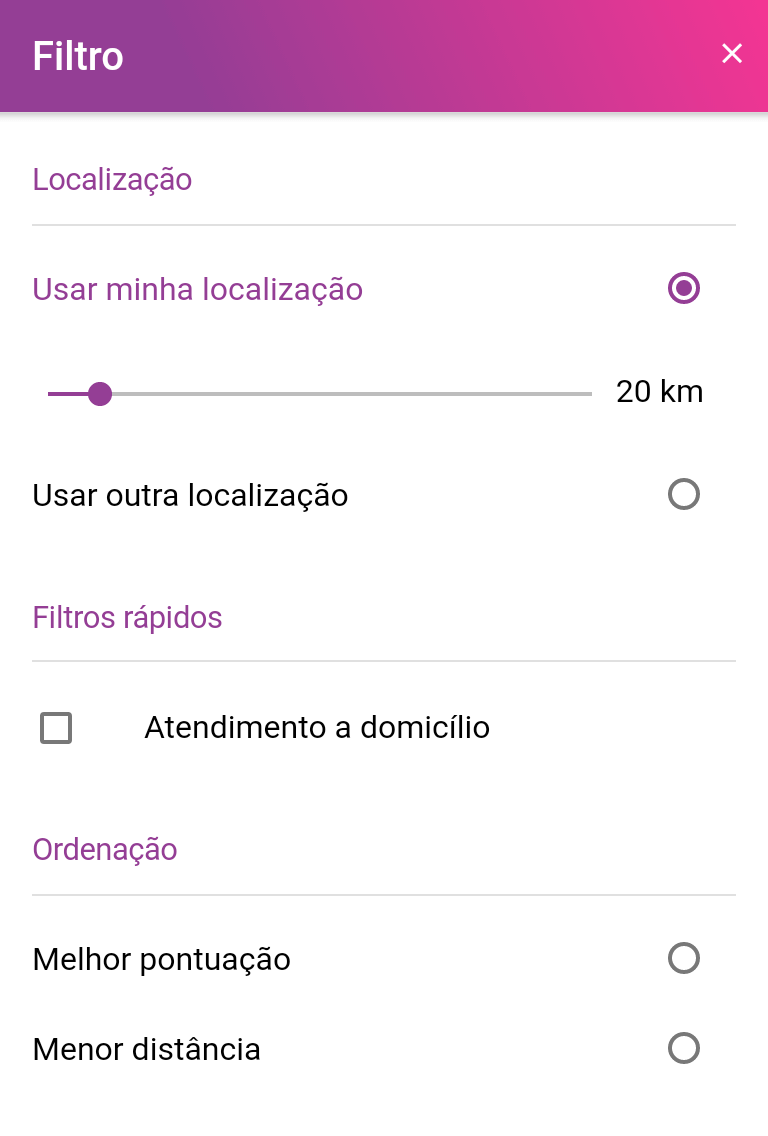 Filtro
Localização
Usar minha localização
20 km
Usar outra localização
Filtros rápidos
Atendimento a domicílio
Ordenação
Melhor pontuação
Menor distância